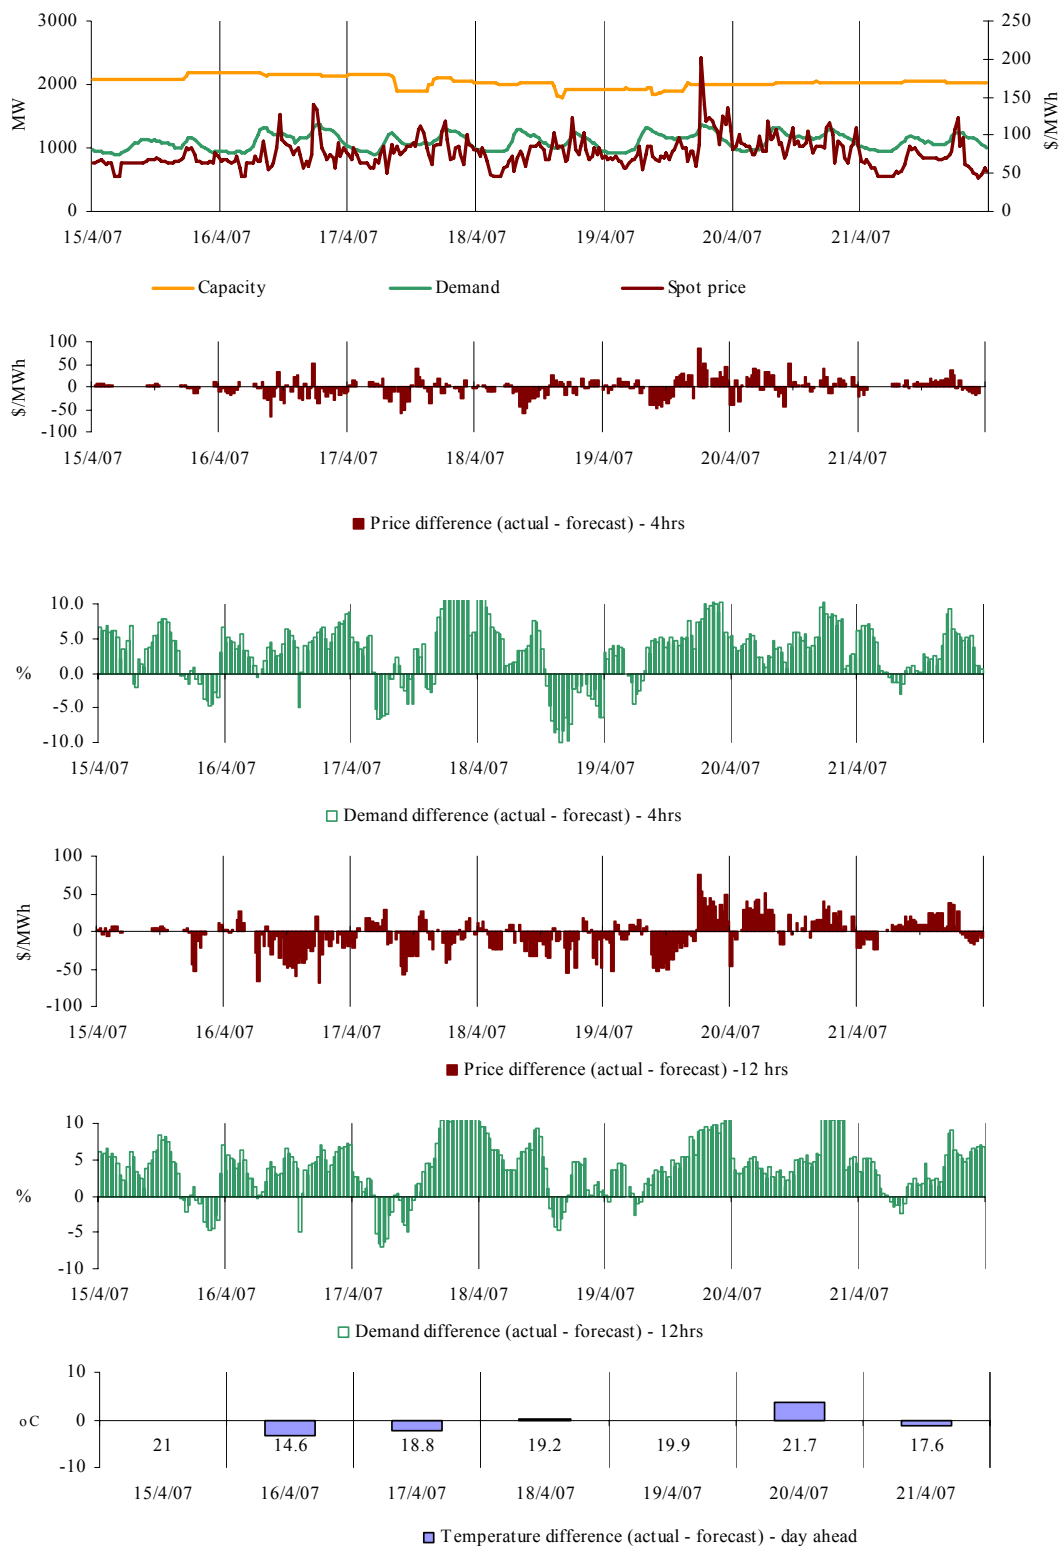 3000 250
2000 200
150
1000 100
50
0 0
MW $/MWh
15/4/07 16/4/07 17/4/07 18/4/07 19/4/07 20/4/07 21/4/07
Capacity Demand Spot price
100
50
0
-50
-100
$/MWh
15/4/07 16/4/07 17/4/07 18/4/07 19/4/07 20/4/07 21/4/07
Price difference (actual - forecast) - 4hrs
10.0
5.0
0.0
-5.0
-10.0
%
15/4/07 16/4/07 17/4/07 18/4/07 19/4/07 20/4/07 21/4/07
Demand difference (actual - forecast) - 4hrs
100
50
0
-50
-100
$/MWh
15/4/07 16/4/07 17/4/07 18/4/07 19/4/07 20/4/07 21/4/07
Price difference (actual - forecast) -12 hrs
10
5
0
-5
-10
%
15/4/07 16/4/07 17/4/07 18/4/07 19/4/07 20/4/07 21/4/07
Demand difference (actual - forecast) - 12hrs
10
0
-10
oC
21 14.6 18.8 19.2 19.9 21.7 17.6
15/4/07 16/4/07 17/4/07 18/4/07 19/4/07 20/4/07 21/4/07
Temperature difference (actual - forecast) - day ahead